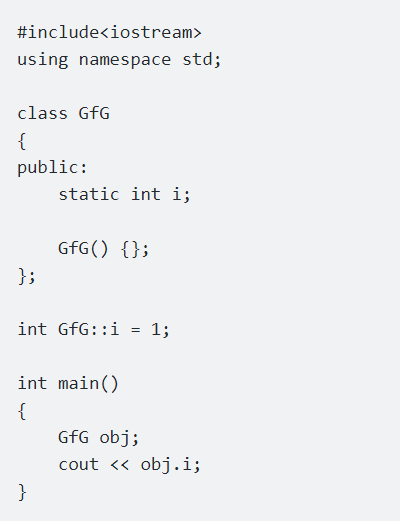 #include<iostream>
using namespace std;

class GfG
{
public:
    static int i;

    GfG() {};
};

int GfG::i = 1;

int main()
{
    GfG obj;
    cout << obj.i;
}